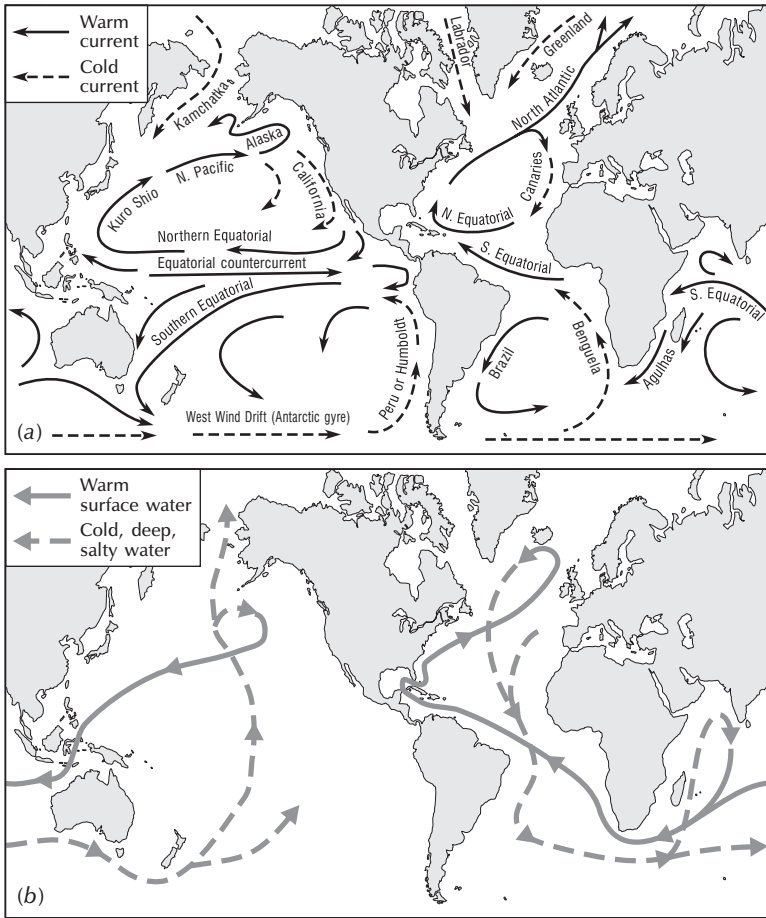 Warm
current
Cold
current
Labrador
Greenland
Kamchatka
Alaska
North Atlantic
N. Pacific
California
Canaries
Kuro Shio
N. Equatorial
Northern Equatorial
S. Equatorial
Equatorial countercurrent
Southern Equatorial
S. Equatorial
Peru or Humboldt
Brazil
Benguela
Agulhas
West Wind Drift (Antarctic gyre)
(a)
Warm
surface water
Cold, deep,
salty water
(b)